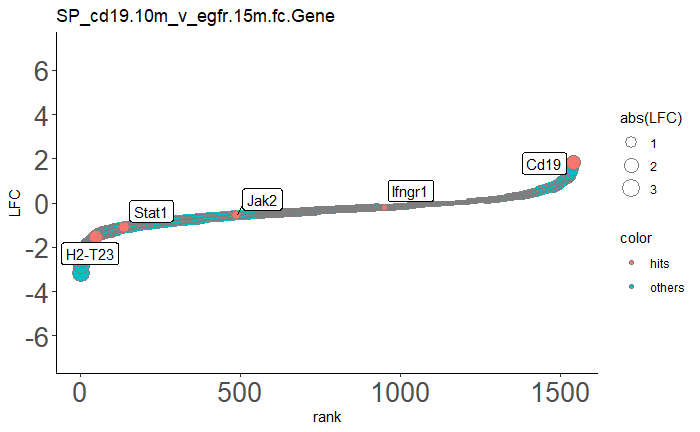 SP_cd19.10m_v_egfr.15m.fc.Gene
6
4
2
0
-2
-4
-6
LFC
H2-T23
Stat1
Jak2
Ifngr1
Cd19
0
500
1000
1500
rank
abs(LFC)
1
2
3
color
hits
others